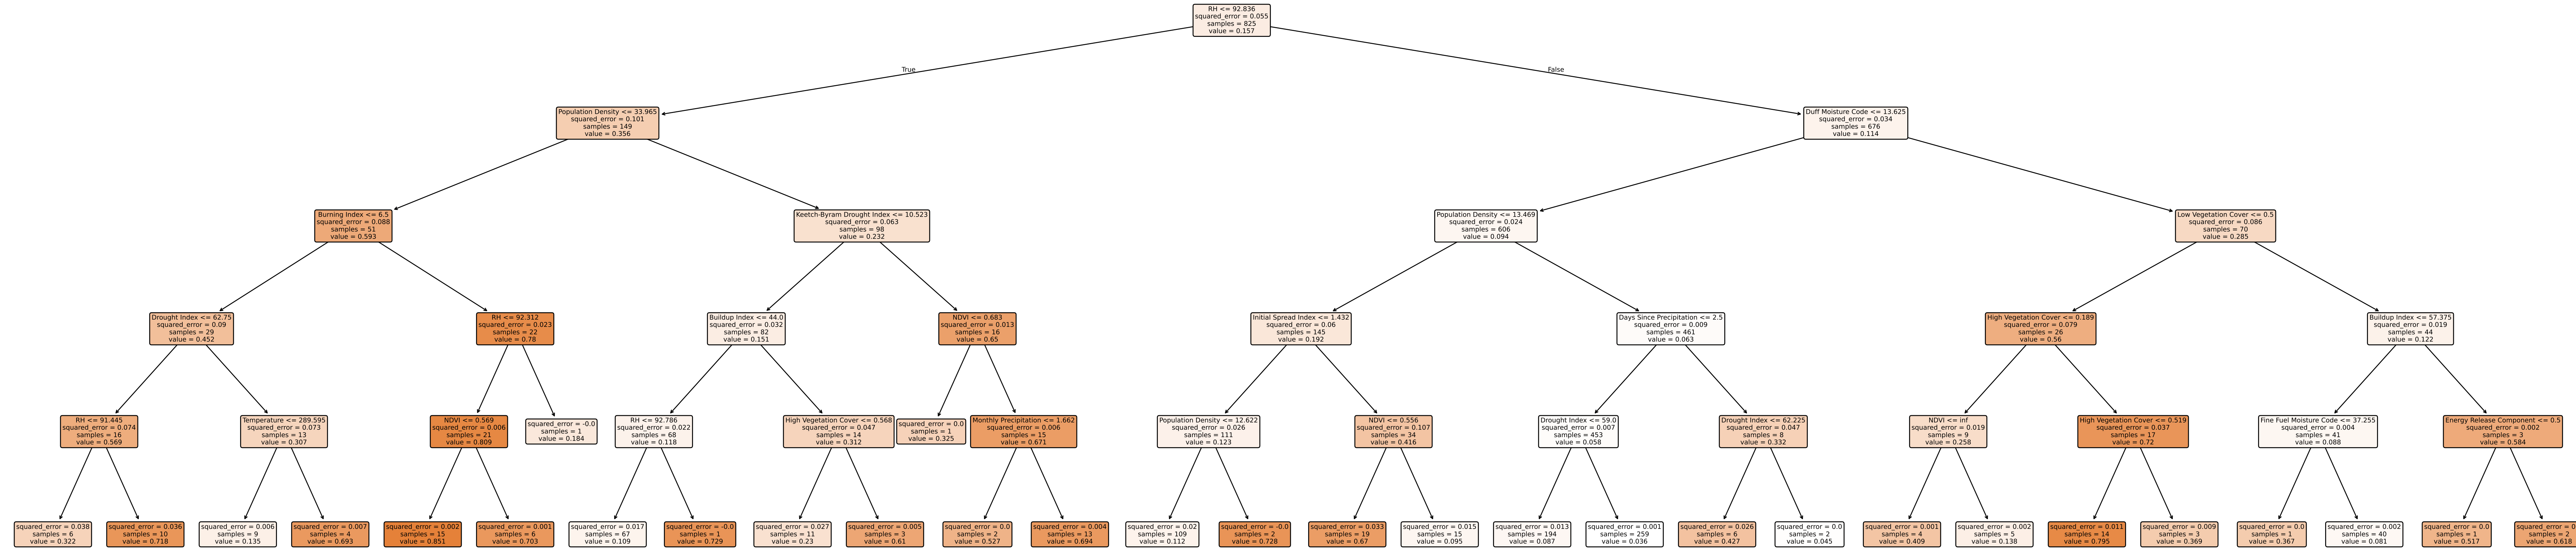 RH <= 92.836
squared_error = 0.055
samples = 825
value = 0.157
True
False
Population Density <= 33.965
squared_error = 0.101
samples = 149
value = 0.356
Duff Moisture Code <= 13.625
squared_error = 0.034
samples = 676
value = 0.114
Burning Index <= 6.5
squared_error = 0.088
samples = 51
value = 0.593
Keetch-Byram Drought Index <= 10.523
squared_error = 0.063
samples = 98
value = 0.232
Population Density <= 13.469
squared_error = 0.024
samples = 606
value = 0.094
Low Vegetation Cover <= 0.5
squared_error = 0.086
samples = 70
value = 0.285
Drought Index <= 62.75
squared_error = 0.09
samples = 29
value = 0.452
RH <= 92.312
squared_error = 0.023
samples = 22
value = 0.78
Buildup Index <= 44.0
squared_error = 0.032
samples = 82
value = 0.151
NDVI <= 0.683
squared_error = 0.013
samples = 16
value = 0.65
Initial Spread Index <= 1.432
squared_error = 0.06
samples = 145
value = 0.192
Days Since Precipitation <= 2.5
squared_error = 0.009
samples = 461
value = 0.063
High Vegetation Cover <= 0.189
squared_error = 0.079
samples = 26
value = 0.56
Buildup Index <= 57.375
squared_error = 0.019
samples = 44
value = 0.122
RH <= 91.445
squared_error = 0.074
samples = 16
value = 0.569
Temperature <= 289.595
squared_error = 0.073
samples = 13
value = 0.307
NDVI <= 0.569
squared_error = 0.006
samples = 21
value = 0.809
squared_error = -0.0
samples = 1
value = 0.184
RH <= 92.786
squared_error = 0.022
samples = 68
value = 0.118
High Vegetation Cover <= 0.568
squared_error = 0.047
samples = 14
value = 0.312
squared_error = 0.0
samples = 1
value = 0.325
Monthly Precipitation <= 1.662
squared_error = 0.006
samples = 15
value = 0.671
Population Density <= 12.622
squared_error = 0.026
samples = 111
value = 0.123
NDVI <= 0.556
squared_error = 0.107
samples = 34
value = 0.416
Drought Index <= 59.0
squared_error = 0.007
samples = 453
value = 0.058
Drought Index <= 62.225
squared_error = 0.047
samples = 8
value = 0.332
NDVI <= inf
squared_error = 0.019
samples = 9
value = 0.258
High Vegetation Cover <= 0.519
squared_error = 0.037
samples = 17
value = 0.72
Fine Fuel Moisture Code <= 37.255
squared_error = 0.004
samples = 41
value = 0.088
Energy Release Component <= 0.5
squared_error = 0.002
samples = 3
value = 0.584
squared_error = 0.038
samples = 6
value = 0.322
squared_error = 0.036
samples = 10
value = 0.718
squared_error = 0.006
samples = 9
value = 0.135
squared_error = 0.007
samples = 4
value = 0.693
squared_error = 0.002
samples = 15
value = 0.851
squared_error = 0.001
samples = 6
value = 0.703
squared_error = 0.017
samples = 67
value = 0.109
squared_error = -0.0
samples = 1
value = 0.729
squared_error = 0.027
samples = 11
value = 0.23
squared_error = 0.005
samples = 3
value = 0.61
squared_error = 0.0
samples = 2
value = 0.527
squared_error = 0.004
samples = 13
value = 0.694
squared_error = 0.02
samples = 109
value = 0.112
squared_error = -0.0
samples = 2
value = 0.728
squared_error = 0.033
samples = 19
value = 0.67
squared_error = 0.015
samples = 15
value = 0.095
squared_error = 0.013
samples = 194
value = 0.087
squared_error = 0.001
samples = 259
value = 0.036
squared_error = 0.026
samples = 6
value = 0.427
squared_error = 0.0
samples = 2
value = 0.045
squared_error = 0.001
samples = 4
value = 0.409
squared_error = 0.002
samples = 5
value = 0.138
squared_error = 0.011
samples = 14
value = 0.795
squared_error = 0.009
samples = 3
value = 0.369
squared_error = 0.0
samples = 1
value = 0.367
squared_error = 0.002
samples = 40
value = 0.081
squared_error = 0.0
samples = 1
value = 0.517
squared_error =
samples = 2
value = 0.618